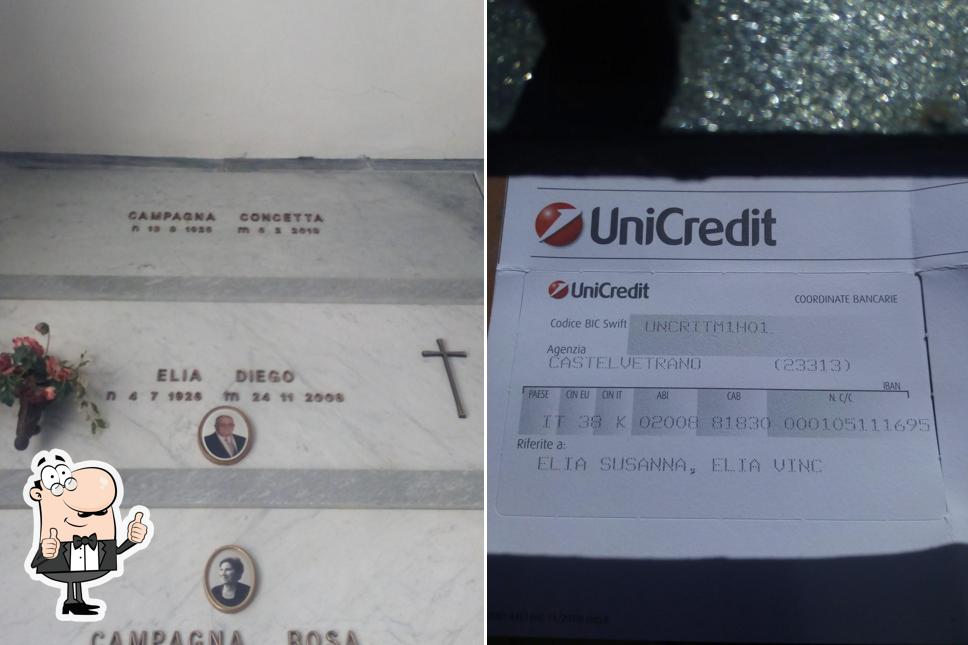 CAMPAGNA CONCETTA
ELIA DIEGO
n 4 7 1926 m 24 11 2008
CAMPAGNA ROSA
UniCredit
UniCredit
COORDINATE BANCARIE
Codice BIC Swift UNCRITM1H01
Agenzia
CASTELVETRANO (23313)
IBAN
PAESE CIN EU CIN IT ABI CAB N. C/C
IT 38 K 02008 81830 000105111695
Riferite a:
ELIA SUSANNA, ELIA VINC